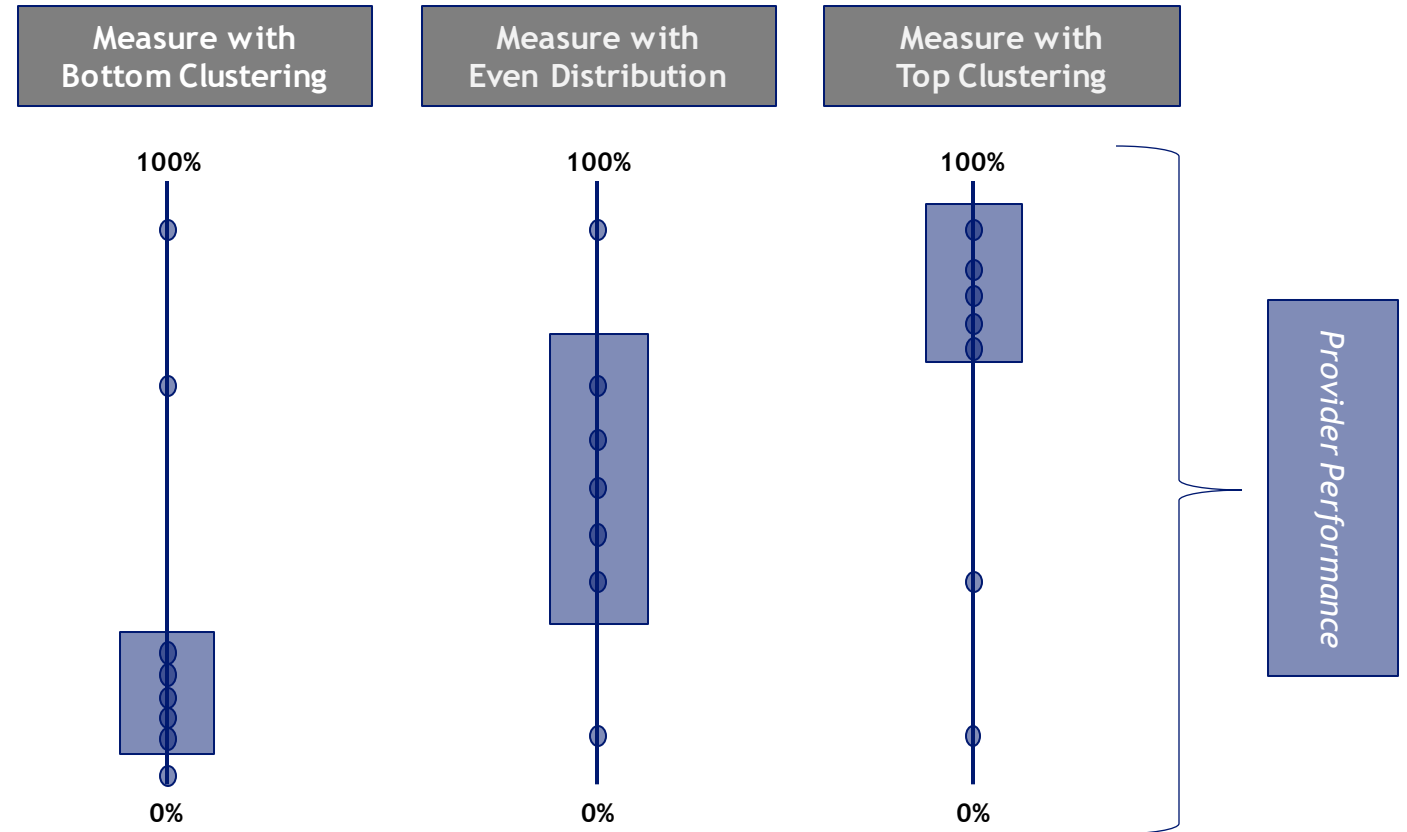 Measure with
Bottom Clustering
Measure with
Even Distribution
Measure with
Top Clustering
100%
100%
100%
Provider Performance
0%
0%
0%